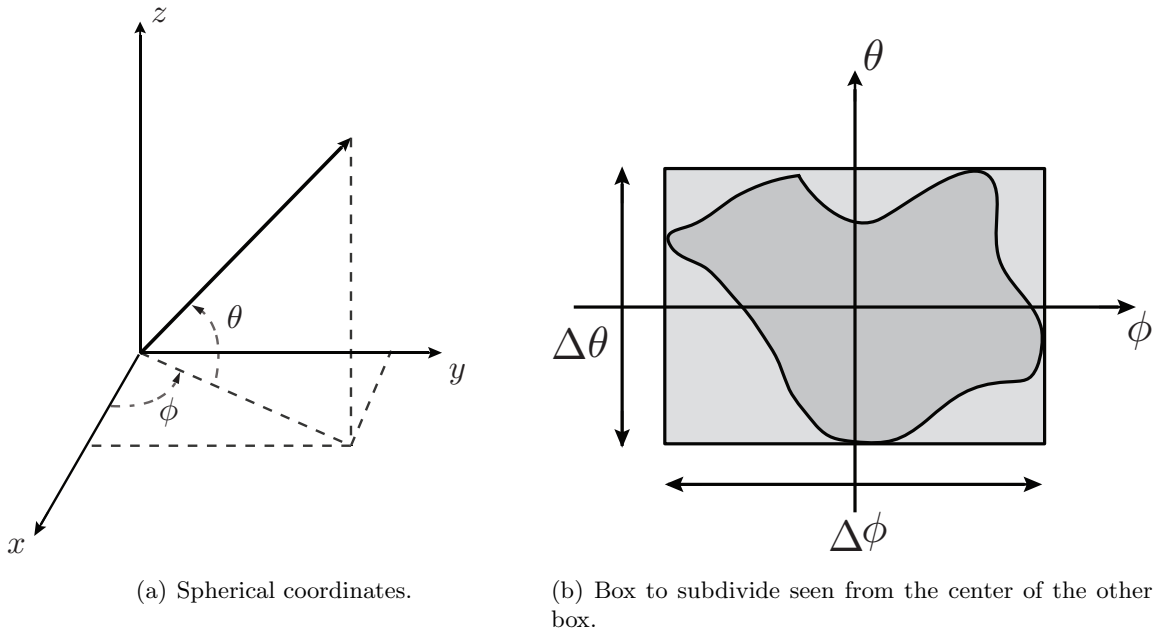 z
θ
y
ϕ
x
θ
Δθ
ϕ
Δϕ
(a) Spherical coordinates.
(b) Box to subdivide seen from the center of the other
box.